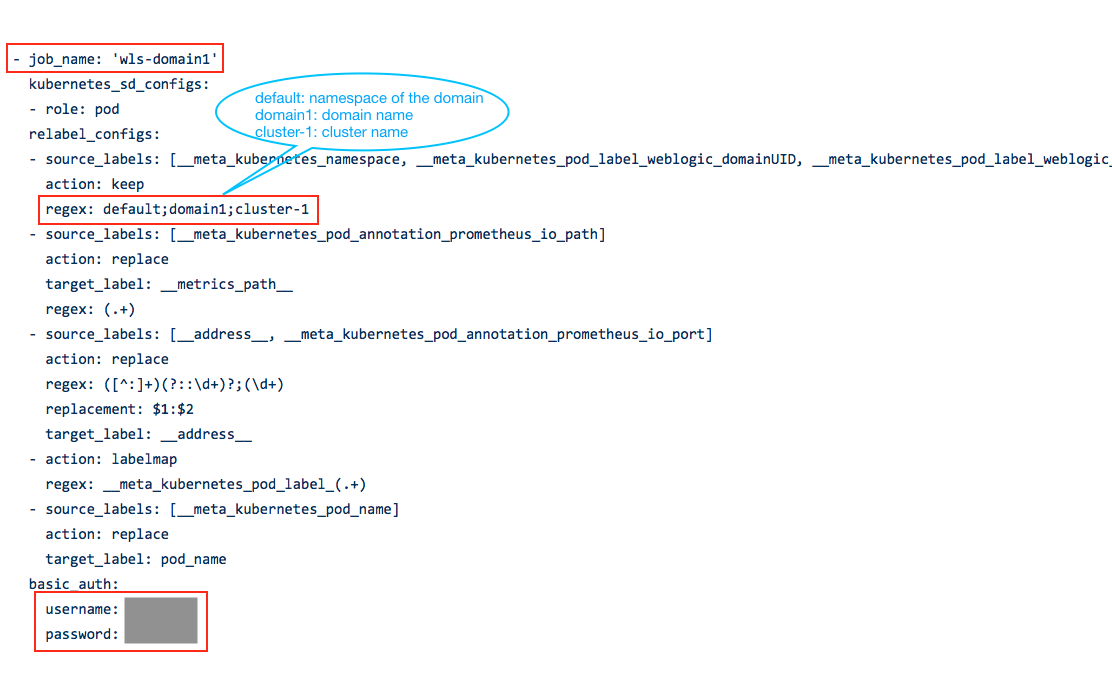 - job_name: 'wls-domain1'
kubernetes_sd_configs:
- role: pod
default: namespace of the domain
domain1: domain name
cluster-1: cluster name
relabel_configs:
- source_labels: [__meta_kubernetes_namespace, __meta_kubernetes_pod_label_weblogic_domainUID, __meta_kubernetes_pod_label_weblogic_
action: keep
regex: default;domain1;cluster-1
- source_labels: [__meta_kubernetes_pod_annotation_prometheus_io_path]
action: replace
target_label: __metrics_path__
regex: (.+)
- source_labels: [__address__, __meta_kubernetes_pod_annotation_prometheus_io_port]
action: replace
regex: ([^:]+)(?::\d+)?;(\d+)
replacement: $1:$2
target_label: __address__
- action: labelmap
regex: __meta_kubernetes_pod_label_(.+)
- source_labels: [__meta_kubernetes_pod_name]
action: replace
target_label: pod_name
basic_auth:
username:
password: